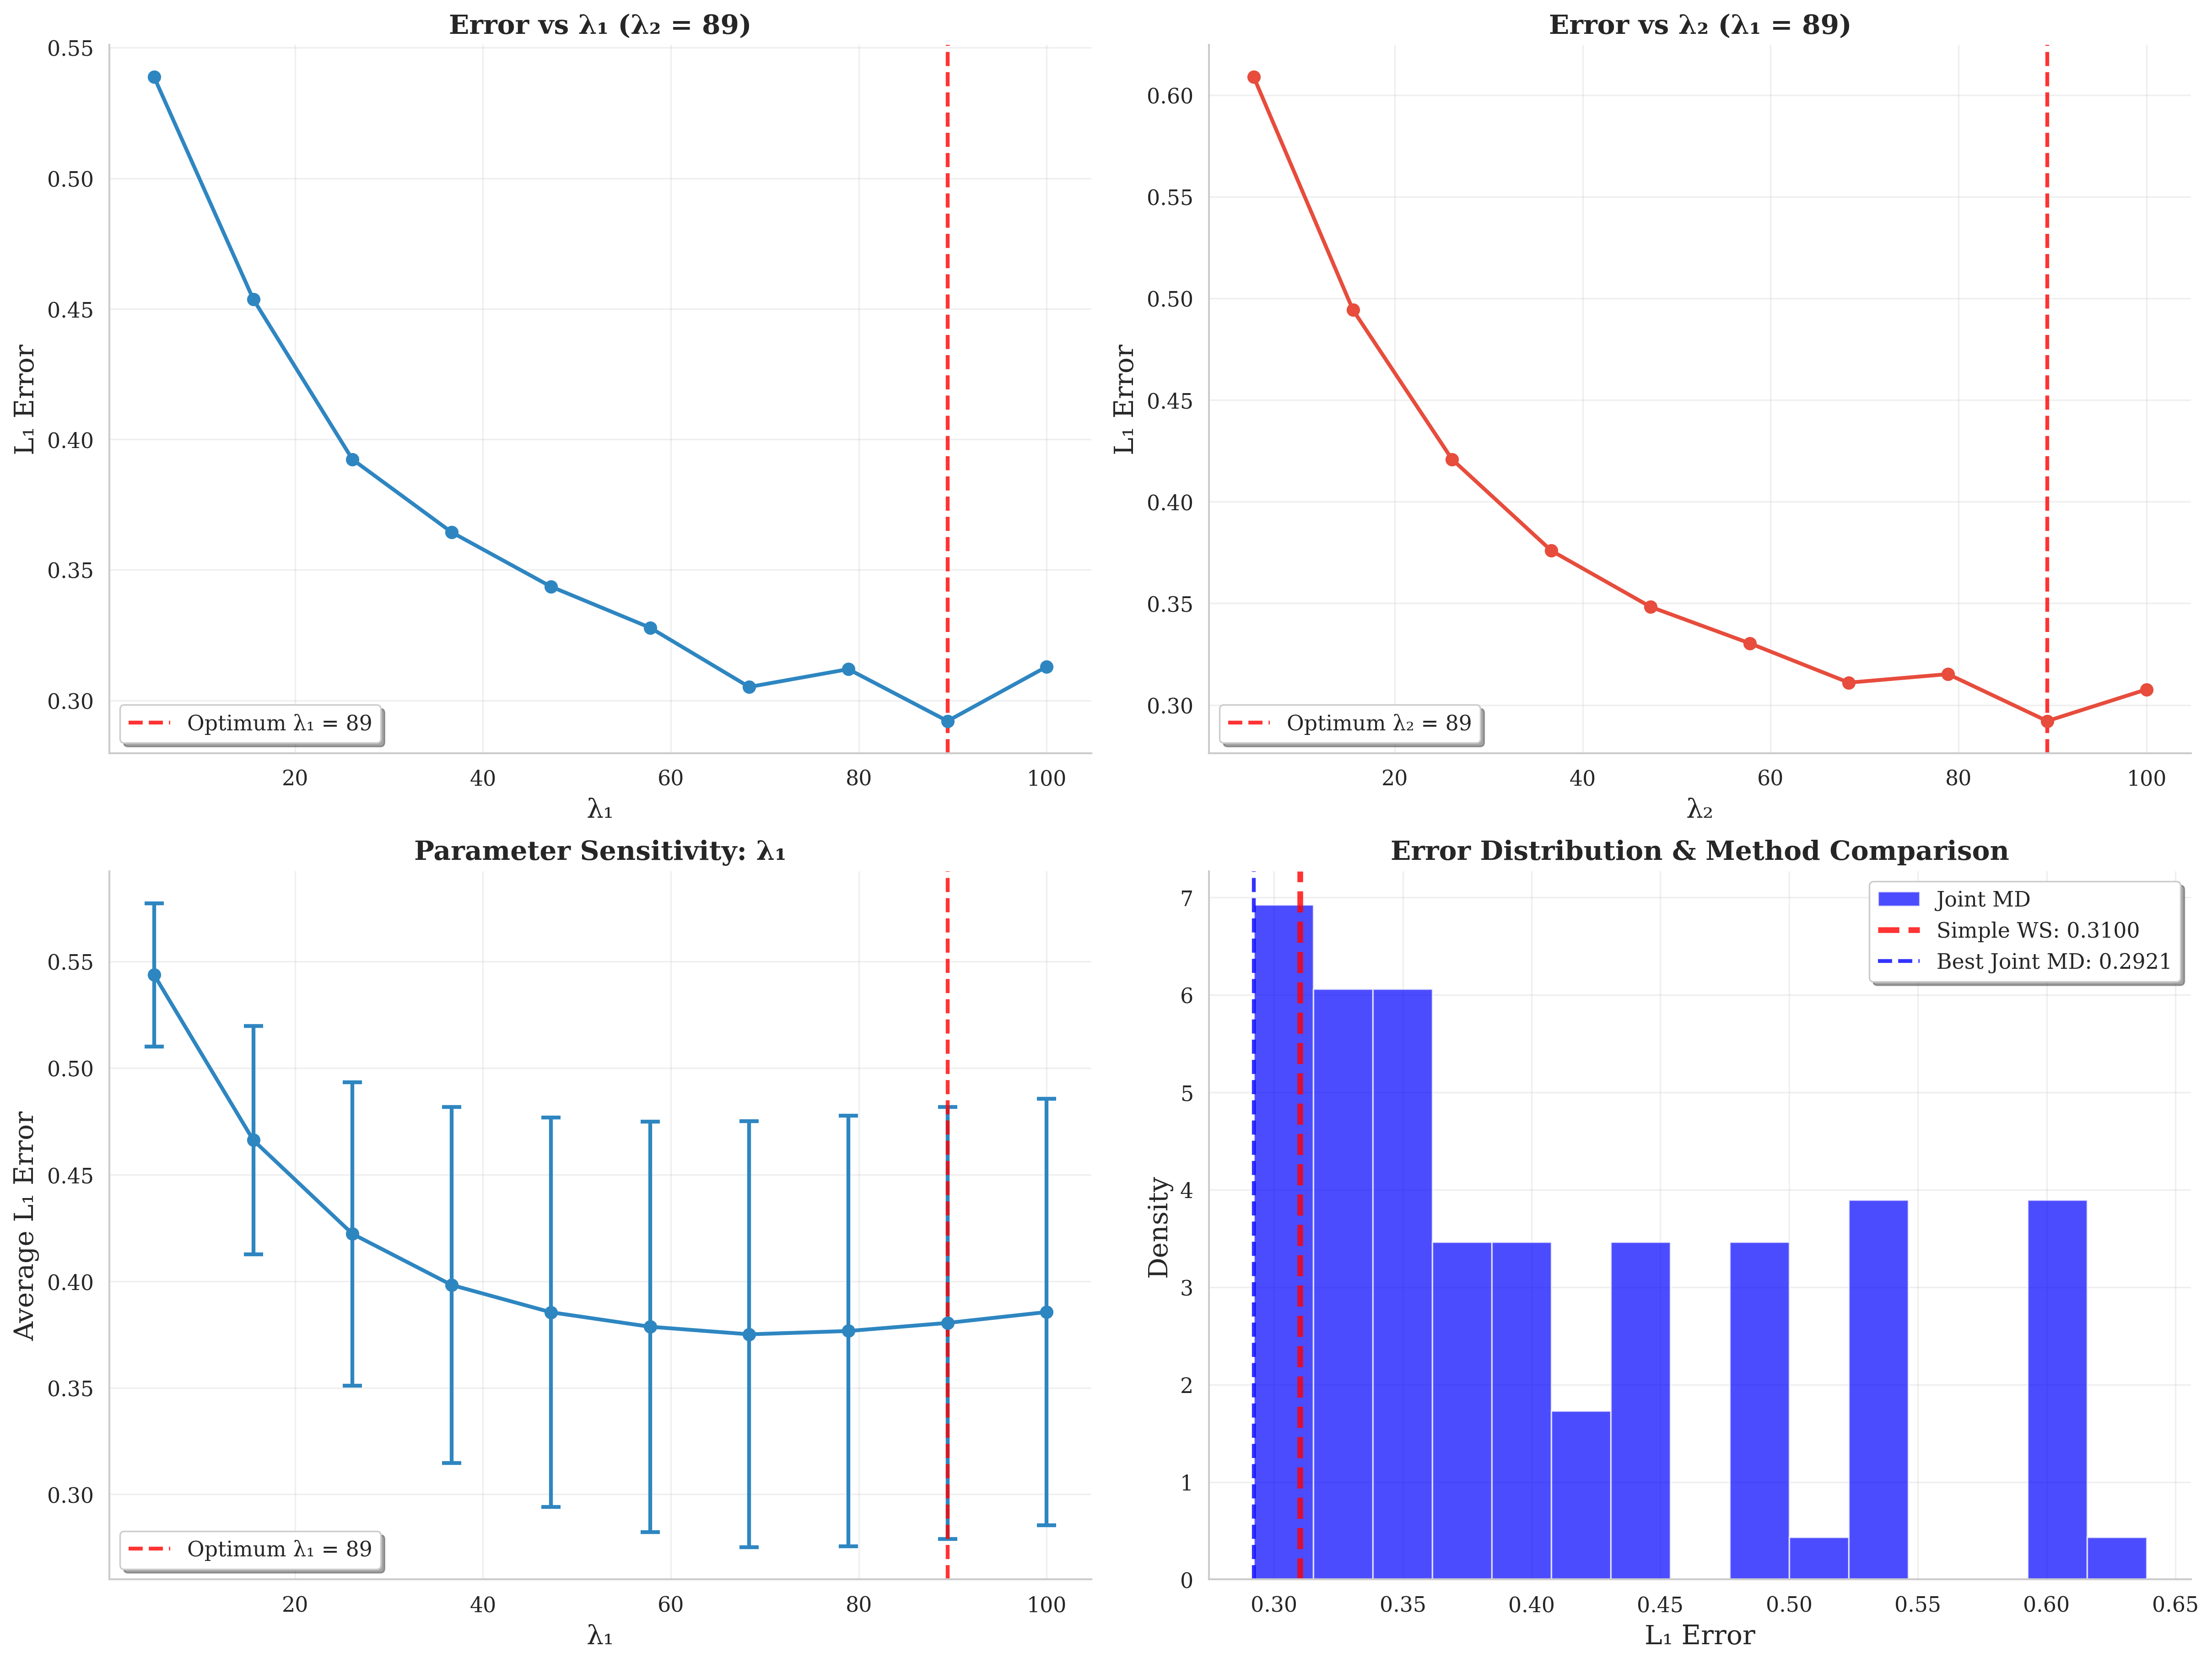 Error vs λ₁ (λ₂ = 89)
0.55
0.50
0.45
0.40
0.35
0.30
L₁ Error
Optimum λ₁ = 89
20 40 60 80 100
λ₁
Error vs λ₂ (λ₁ = 89)
0.60
0.55
0.50
0.45
0.40
0.35
0.30
L₁ Error
Optimum λ₂ = 89
20 40 60 80 100
λ₂
Parameter Sensitivity: λ₁
0.55
0.50
0.45
0.40
0.35
0.30
Average L₁ Error
Optimum λ₁ = 89
20 40 60 80 100
λ₁
Error Distribution & Method Comparison
7
6
5
4
3
2
1
0
Density
Joint MD
Simple WS: 0.3100
Best Joint MD: 0.2921
0.30 0.35 0.40 0.45 0.50 0.55 0.60 0.65
L₁ Error